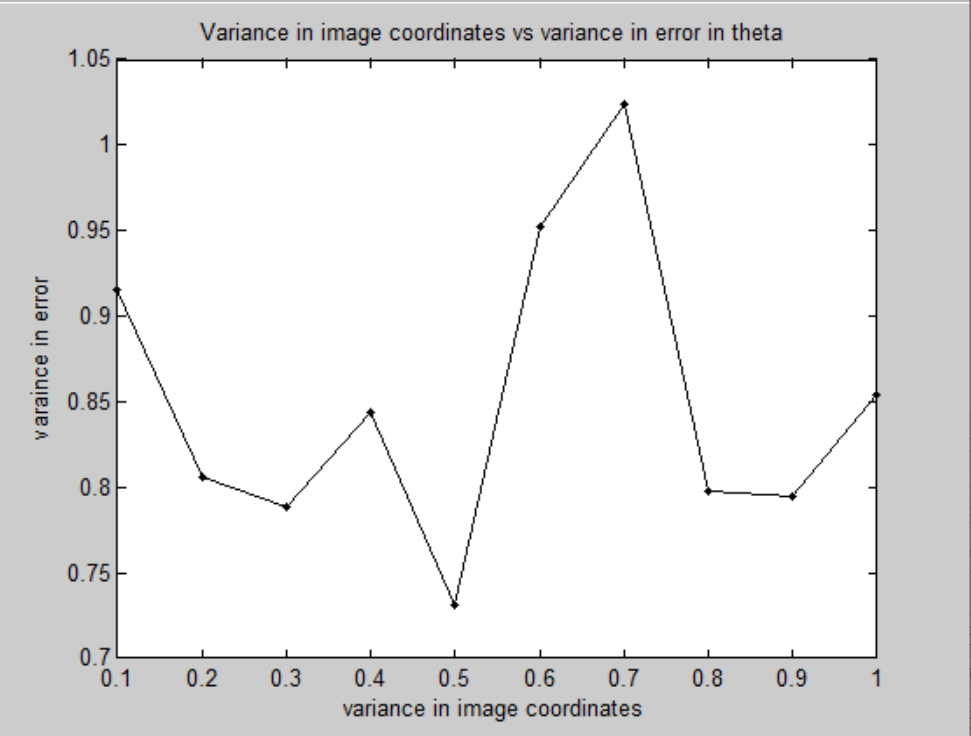 Variance in image coordinates vs variance in error in theta
1.05
1
0.95
0.9
0.85
0.8
0.75
0.7
varaince in error
0.1 0.2 0.3 0.4 0.5 0.6 0.7 0.8 0.9 1
variance in image coordinates